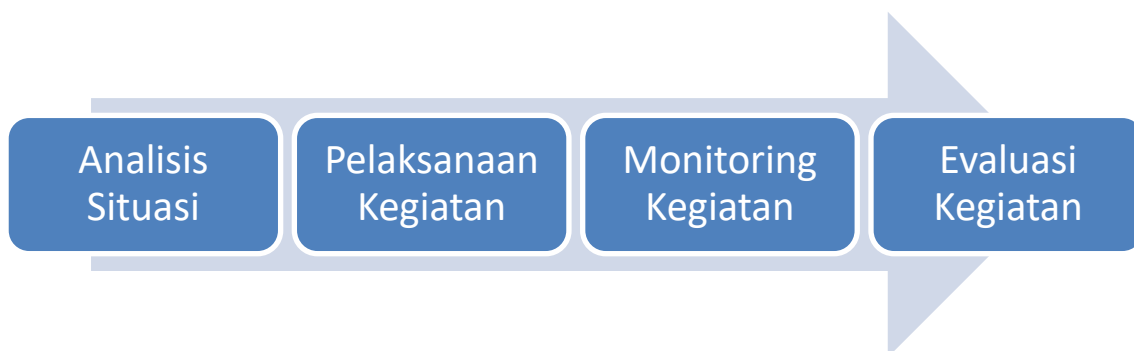 Analisis
Situasi
Pelaksanaan
Kegiatan
Monitoring
Kegiatan
Evaluasi
Kegiatan